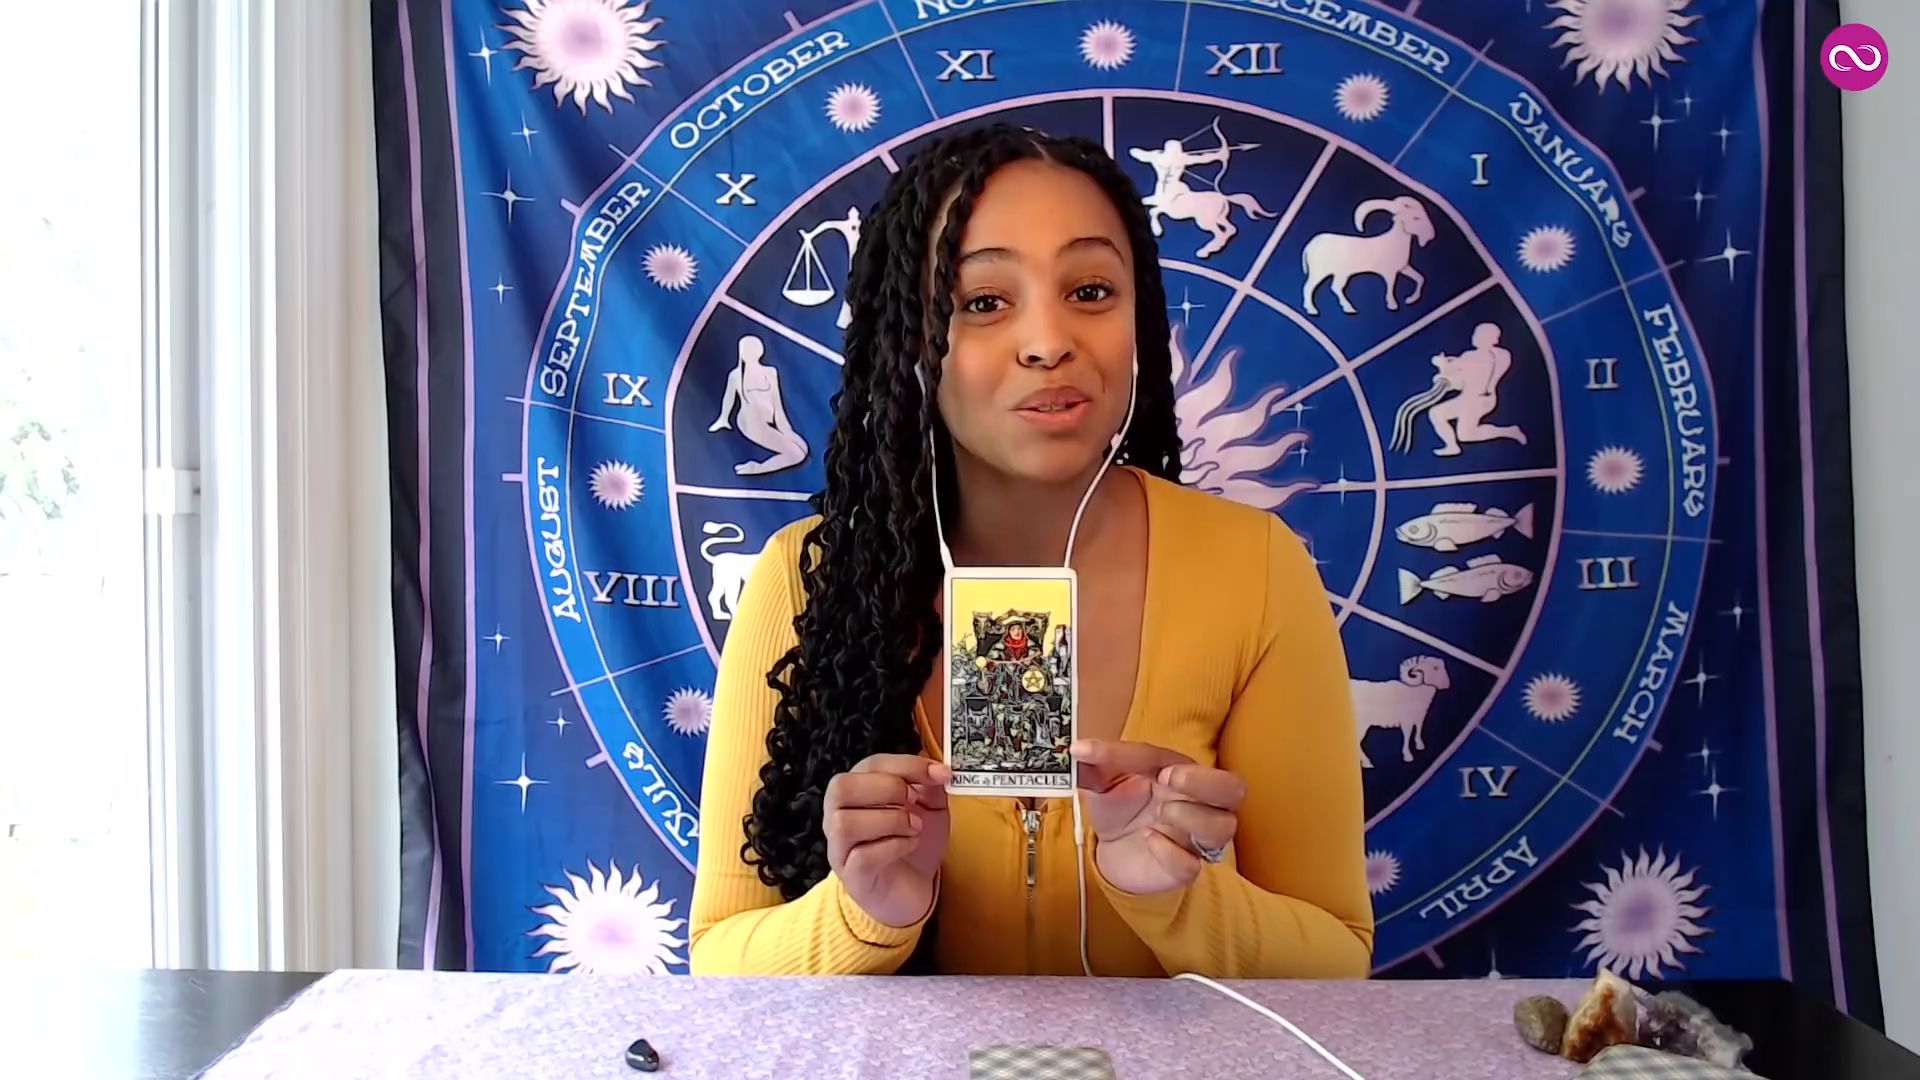 DECEMBER
OCTOBER
XI
XII
JANUARY
X
I
SEPTEMBER
FEBRUARY
IX
II
AUGUST
VIII
III
MARCH
JULY
IV
APRIL
KING of PENTACLES.